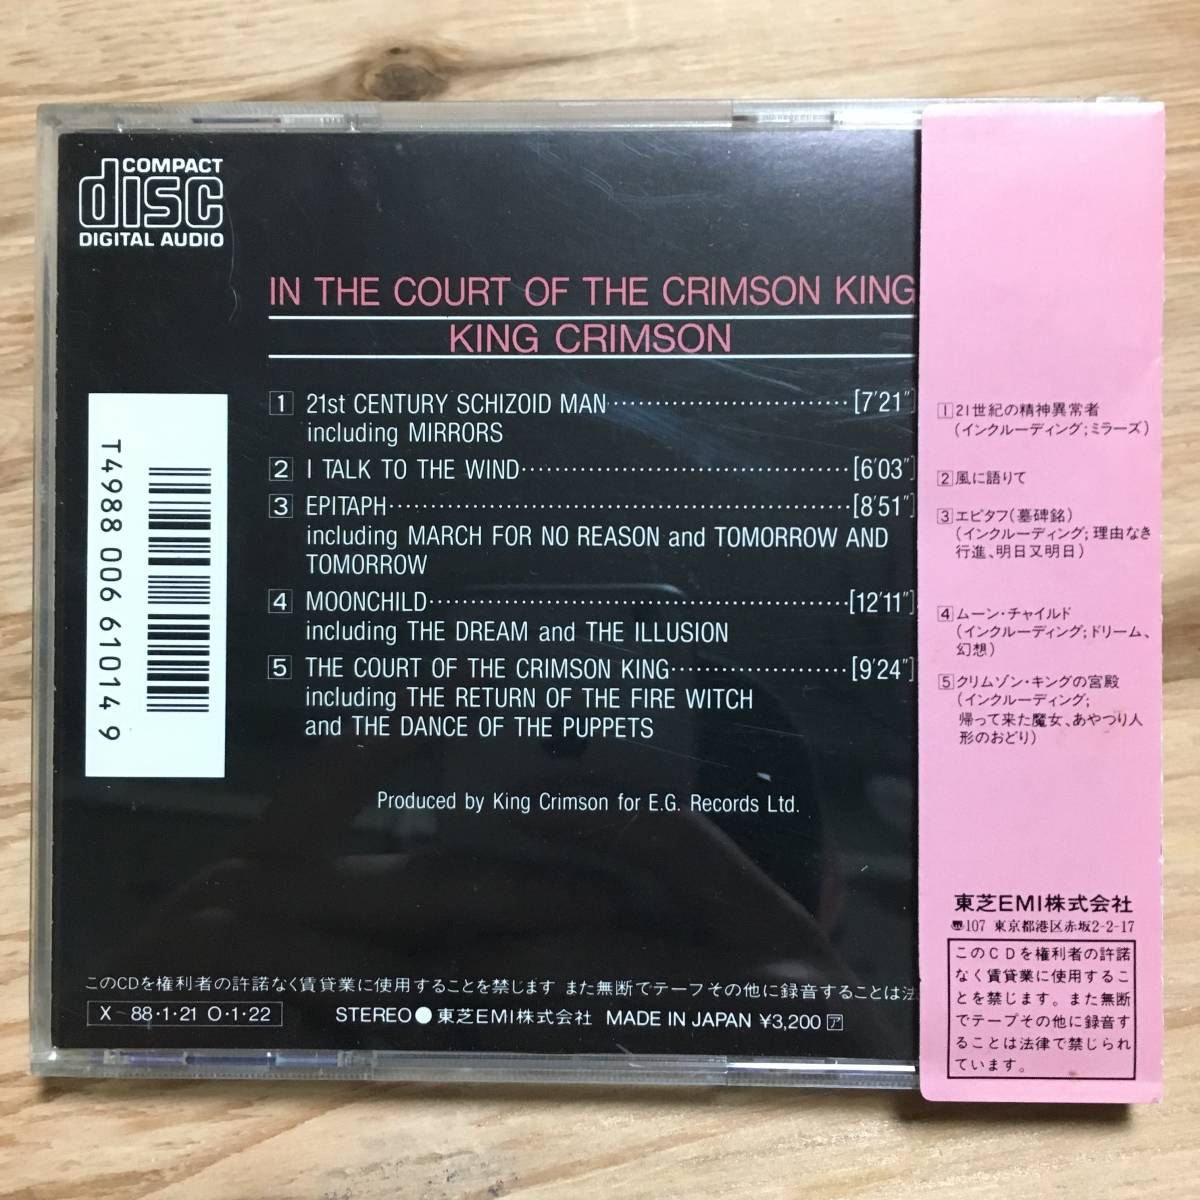 COMPACT
disc
DIGITAL AUDIO
IN THE COURT OF THE CRIMSON KING
KING CRIMSON
1 21st CENTURY SCHIZOID MAN [7'21"]
including MIRRORS
2 I TALK TO THE WIND [6'03"]
3 EPITAPH [8'51"]
including MARCH FOR NO REASON and TOMORROW AND
TOMORROW
4 MOONCHILD [12'11"]
including THE DREAM and THE ILLUSION
5 THE COURT OF THE CRIMSON KING [9'24"]
including THE RETURN OF THE FIRE WITCH
and THE DANCE OF THE PUPPETS
Produced by King Crimson for E.G. Records Ltd.
T4988 006 61014 9
このCDを権利者の許諾なく賃貸業に使用することを禁じます また無断でテープその他に録音することは法
X-88・1・21 O・1・22
STEREO●東芝EMI株式会社 MADE IN JAPAN ¥3,200 ア
1 21世紀の精神異常者
(インクルーディング;ミラーズ)
2 風に語りて
3 エピタフ(墓碑銘)
(インクルーディング;理由なき
行進、明日又明日)
4 ムーン・チャイルド
(インクルーディング;ドリーム、
幻想)
5 クリムゾン・キングの宮殿
(インクルーディング;
帰って来た魔女、あやつり人
形のおどり)
東芝EMI株式会社
107 東京都港区赤坂2-2-17
このCDを権利者の許諾
なく賃貸業に使用するこ
とを禁じます。また無断
でテープその他に録音す
ることは法律で禁じられ
ています。